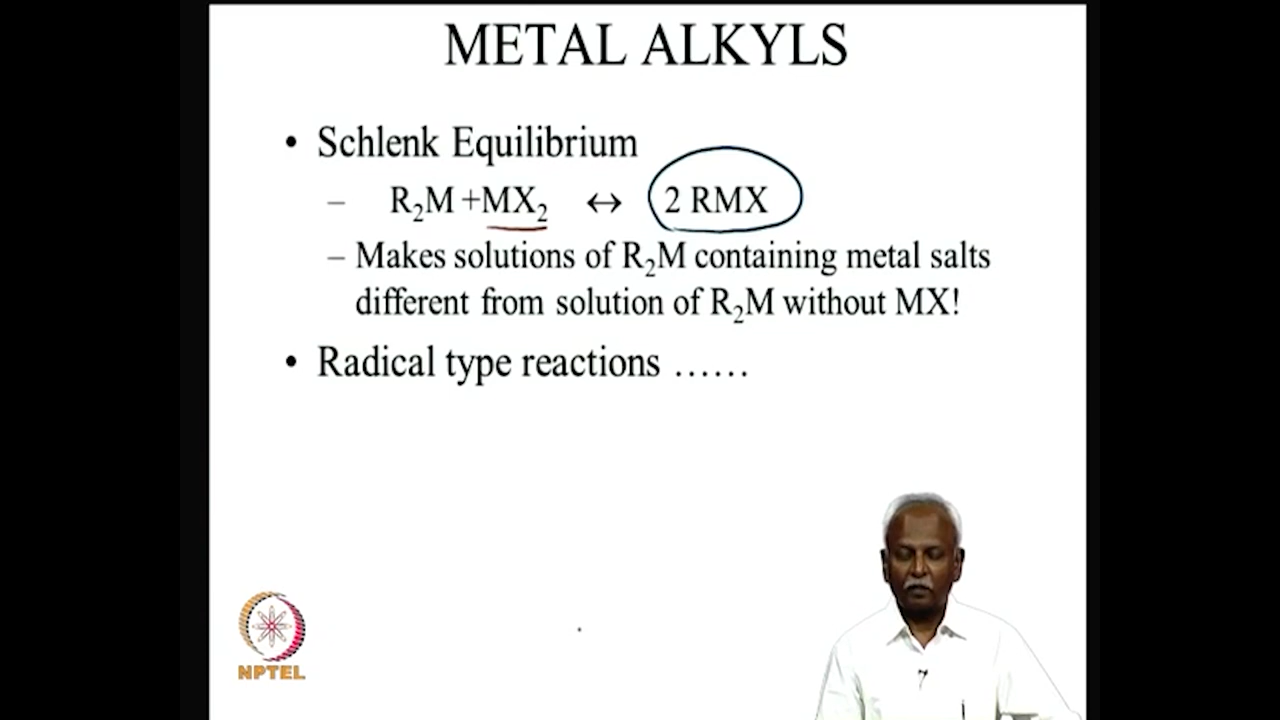 METAL ALKYLS
• Schlenk Equilibrium
– R₂M +MX₂ ↔ 2 RMX
– Makes solutions of R₂M containing metal salts
different from solution of R₂M without MX!
• Radical type reactions ……
NPTEL